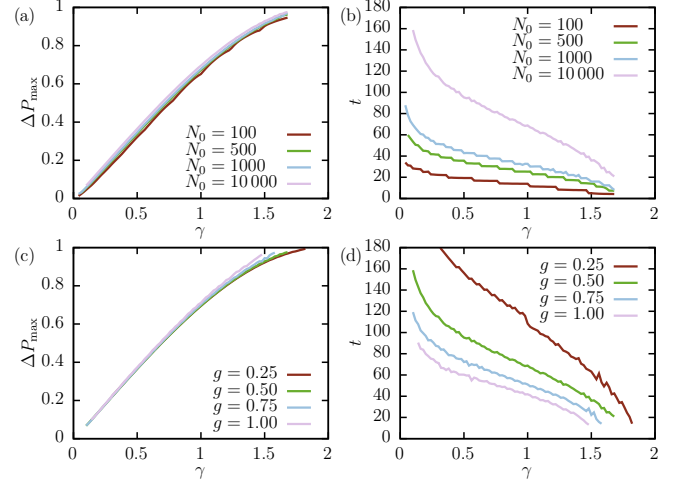 (a)
1
0.8
0.6
0.4
0.2
0
ΔP_max
N_0 = 100
N_0 = 500
N_0 = 1000
N_0 = 10 000
0 0.5 1 1.5 2
γ
(b)
180
160
140
120
100
80
60
40
20
0
t
N_0 = 100
N_0 = 500
N_0 = 1000
N_0 = 10 000
0 0.5 1 1.5 2
γ
(c)
1
0.8
0.6
0.4
0.2
0
ΔP_max
g = 0.25
g = 0.50
g = 0.75
g = 1.00
0 0.5 1 1.5 2
γ
(d)
180
160
140
120
100
80
60
40
20
0
t
g = 0.25
g = 0.50
g = 0.75
g = 1.00
0 0.5 1 1.5 2
γ